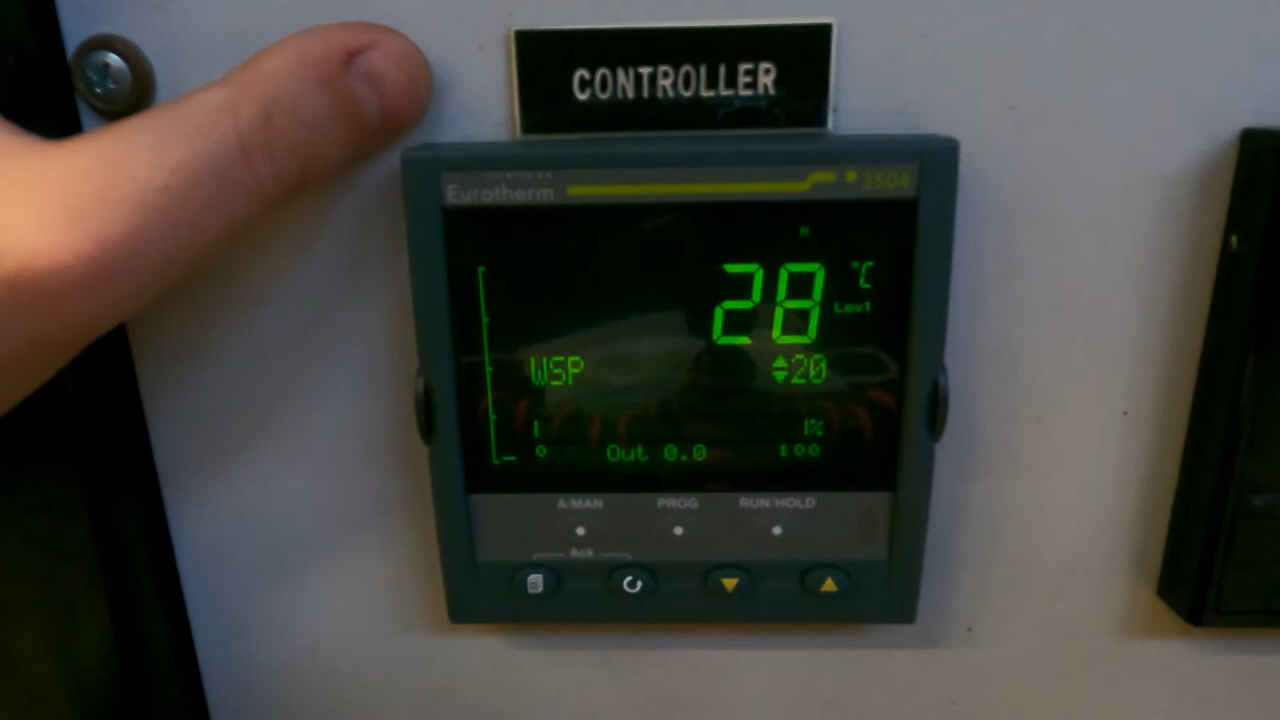 CONTROLLER
Eurotherm 3504
M
28 °C
Lev1
WSP 20
%
0 Out 0.0 100
A/MAN PROG RUN/HOLD
Ack